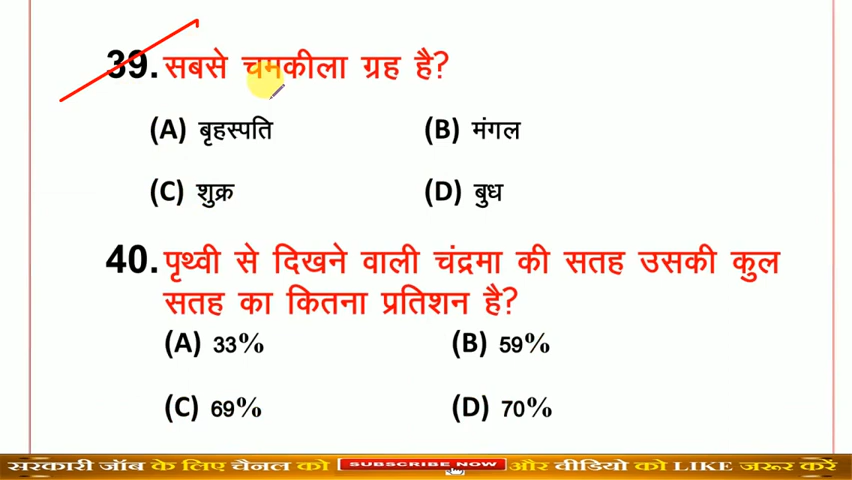 39. सबसे चमकीला ग्रह है?
(A) बृहस्पति (B) मंगल
(C) शुक्र (D) बुध
40. पृथ्वी से दिखने वाली चंद्रमा की सतह उसकी कुल
सतह का कितना प्रतिशन है?
(A) 33% (B) 59%
(C) 69% (D) 70%
सरकारी जॉब के लिए चैनल को SUBSCRIBE NOW और वीडियो को LIKE जरूर करें